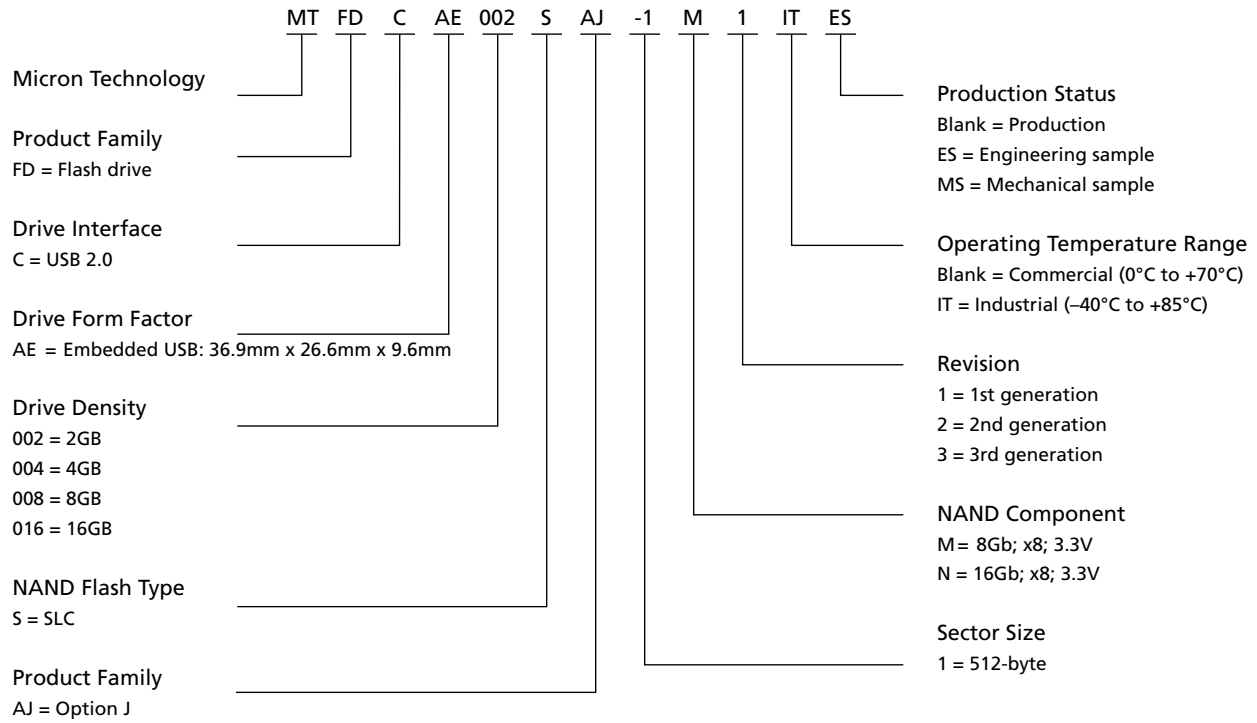 MT FD C AE 002 S AJ -1 M 1 IT ES
Micron Technology
Product Family
FD = Flash drive
Drive Interface
C = USB 2.0
Drive Form Factor
AE = Embedded USB: 36.9mm x 26.6mm x 9.6mm
Drive Density
002 = 2GB
004 = 4GB
008 = 8GB
016 = 16GB
NAND Flash Type
S = SLC
Product Family
AJ = Option J
Production Status
Blank = Production
ES = Engineering sample
MS = Mechanical sample
Operating Temperature Range
Blank = Commercial (0°C to +70°C)
IT = Industrial (–40°C to +85°C)
Revision
1 = 1st generation
2 = 2nd generation
3 = 3rd generation
NAND Component
M = 8Gb; x8; 3.3V
N = 16Gb; x8; 3.3V
Sector Size
1 = 512-byte